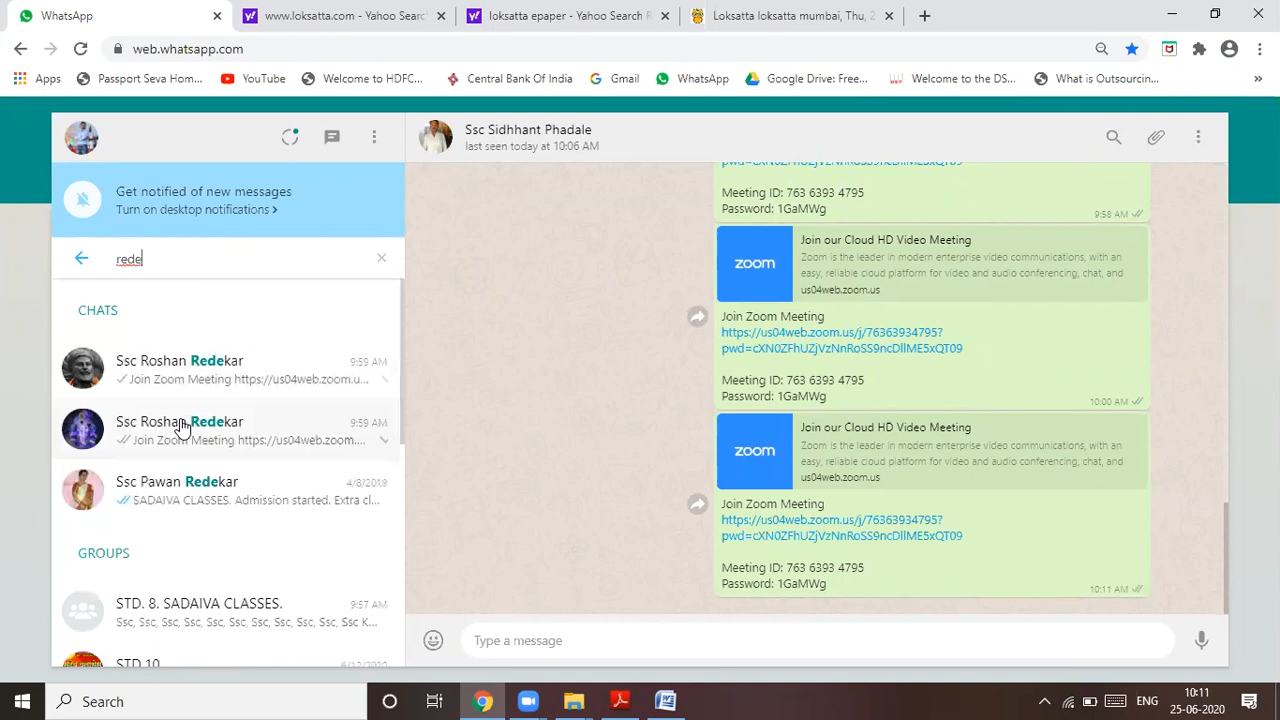 WhatsApp
www.loksatta.com - Yahoo Searc
loksatta epaper - Yahoo Search R
Loksatta loksatta mumbai, Thu, 2
web.whatsapp.com
Apps
Passport Seva Hom...
YouTube
Welcome to HDFC...
Central Bank Of India
Gmail
WhatsApp
Google Drive: Free...
Welcome to the DS...
What is Outsourcin...
»
Get notified of new messages
Turn on desktop notifications >
rede
CHATS
Ssc Roshan Redekar
9:59 AM
Join Zoom Meeting https://us04web.zoom.u...
Ssc Roshan Redekar
9:59 AM
Join Zoom Meeting https://us04web.zoom....
Ssc Pawan Redekar
4/8/2019
SADAIVA CLASSES. Admission started. Extra cl...
GROUPS
STD. 8. SADAIVA CLASSES.
9:57 AM
Ssc, Ssc, Ssc, Ssc, Ssc, Ssc, Ssc, Ssc, Ssc K...
STD 10
6/12/2020
Ssc Sidhhant Phadale
last seen today at 10:06 AM
pwd=cXN0ZFhUZjVzNnRoSS9ncDllME5xQT09
Meeting ID: 763 6393 4795
Password: 1GaMWg
9:58 AM
zoom
Join our Cloud HD Video Meeting
Zoom is the leader in modern enterprise video communications, with an
easy, reliable cloud platform for video and audio conferencing, chat, and
us04web.zoom.us
Join Zoom Meeting
https://us04web.zoom.us/j/76363934795?
pwd=cXN0ZFhUZjVzNnRoSS9ncDllME5xQT09
Meeting ID: 763 6393 4795
Password: 1GaMWg
10:00 AM
zoom
Join our Cloud HD Video Meeting
Zoom is the leader in modern enterprise video communications, with an
easy, reliable cloud platform for video and audio conferencing, chat, and
us04web.zoom.us
Join Zoom Meeting
https://us04web.zoom.us/j/76363934795?
pwd=cXN0ZFhUZjVzNnRoSS9ncDllME5xQT09
Meeting ID: 763 6393 4795
Password: 1GaMWg
10:11 AM
Type a message
Search
ENG
10:11
25-06-2020